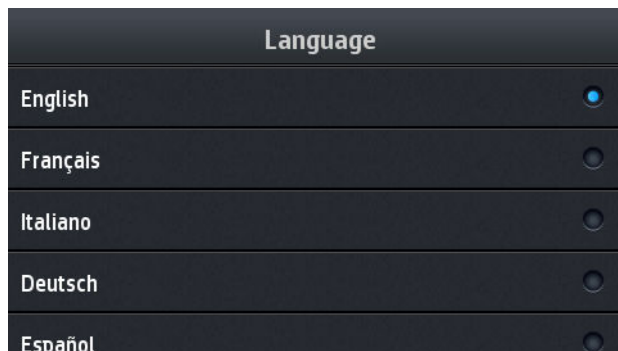 Language
English
Français
Italiano
Deutsch
Español